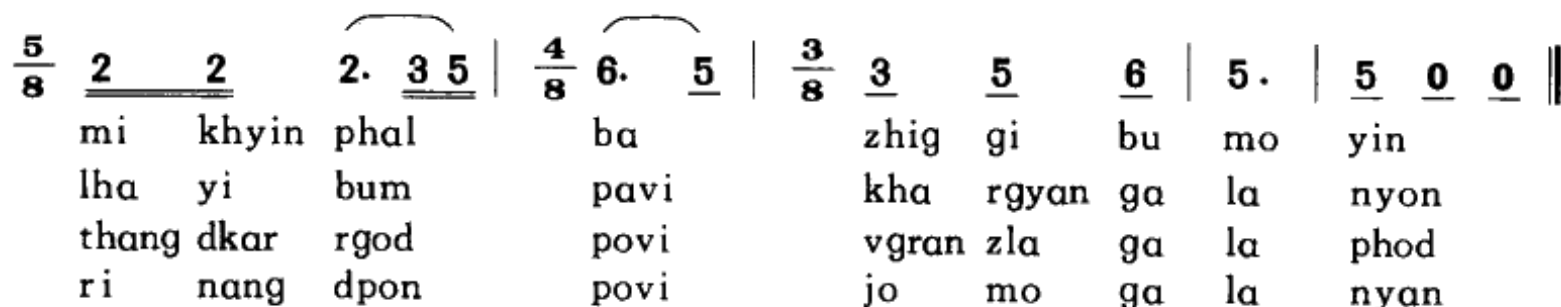 5/8 2 2 2. 3 5 | 4/8 6. 5 | 3/8 3 5 6 | 5. | 5 0 0 ‖
mi khyin phal ba zhig gi bu mo yin
lha yi bum pavi kha rgyan ga la nyon
thang dkar rgod povi vgran zla ga la phod
ri nang dpon povi jo mo ga la nyan